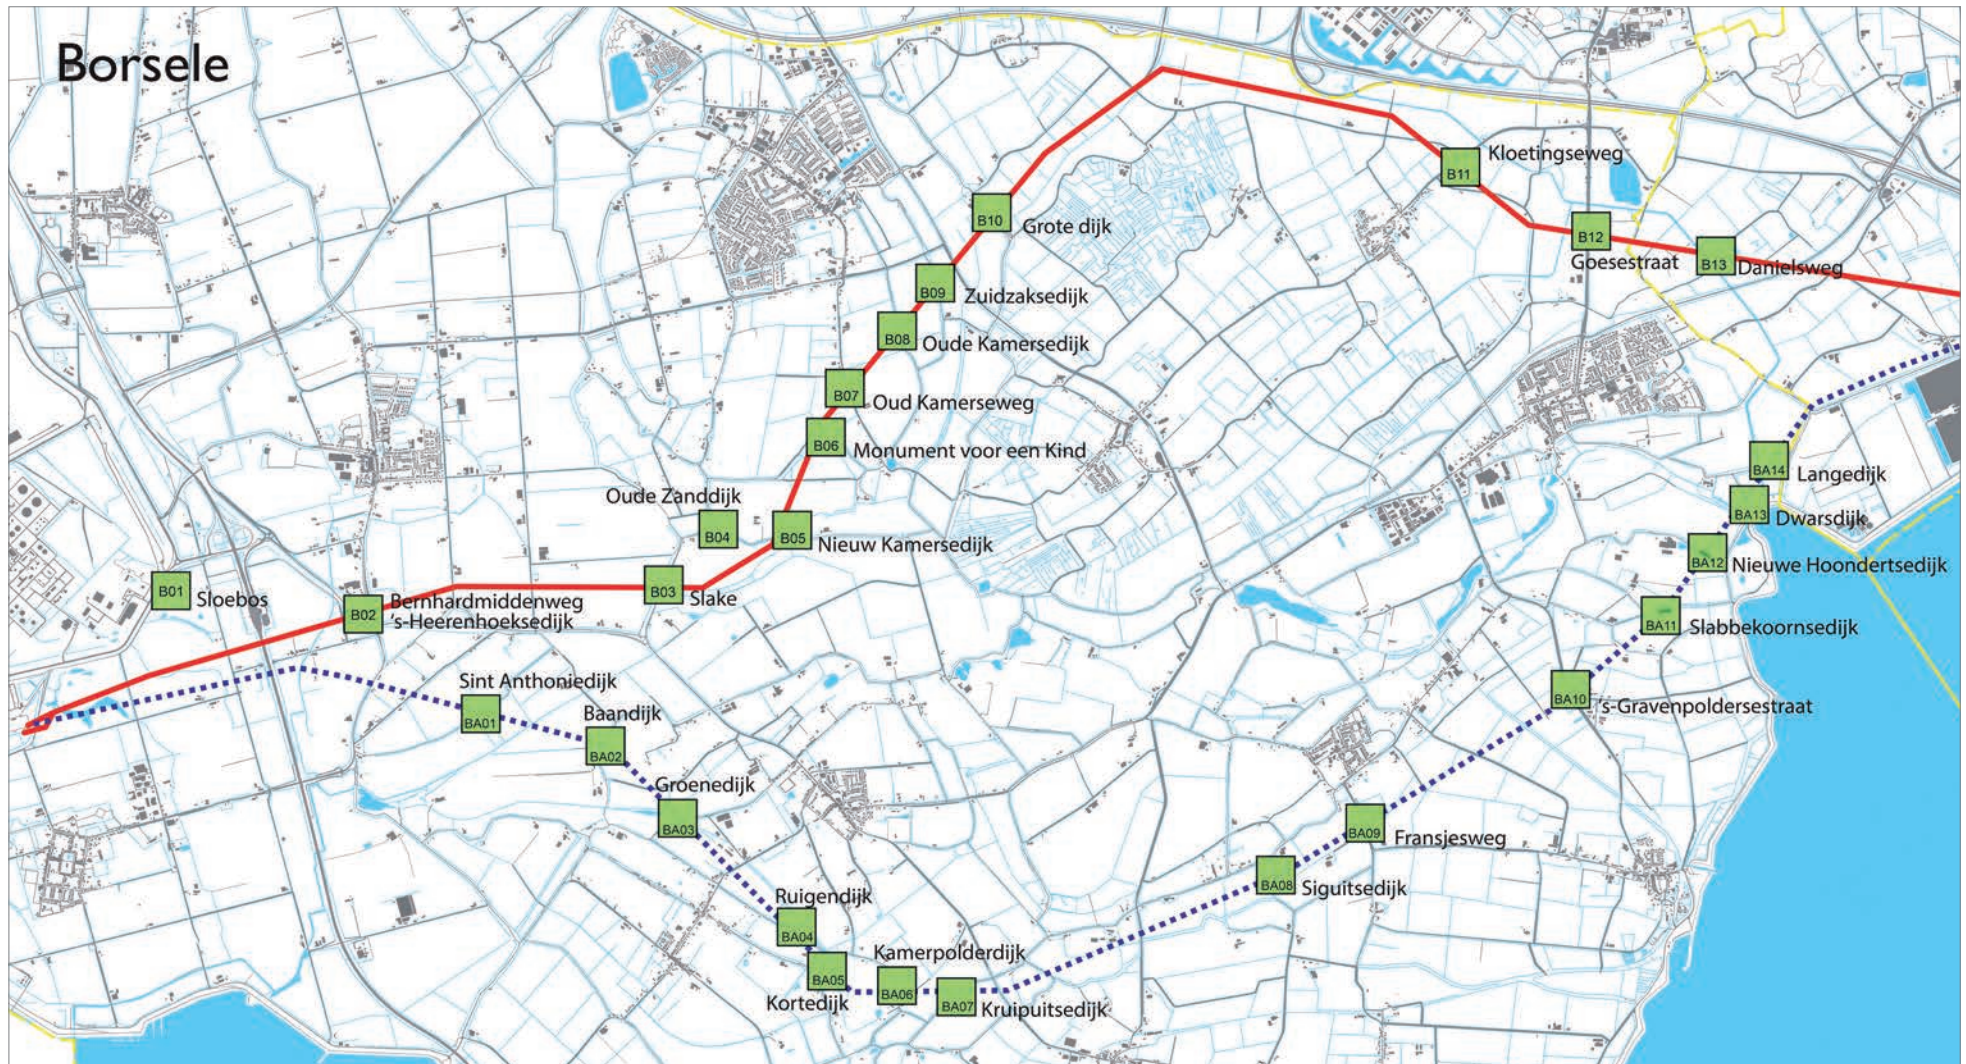 Borsele
B01
Sloebos
B02
Bernhardmiddenweg
's-Heerenhoeksedijk
B03
Slake
Oude Zanddijk
B04
B05
Nieuw Kamersedijk
B06
Monument voor een Kind
B07
Oud Kamerseweg
B08
Oude Kamersedijk
B09
Zuidzaksedijk
B10
Grote dijk
Kloetingseweg
B11
B12
Goesestraat
B13
Danielsweg
Sint Anthoniedijk
BA01
Baandijk
BA02
Groenedijk
BA03
Ruigendijk
BA04
BA05
Kortedijk
Kamerpolderdijk
BA06
BA07
Kruipuitsedijk
BA08
Siguitsedijk
BA09
Fransjesweg
BA10
's-Gravenpoldersestraat
BA11
Slabbekoornsedijk
BA12
Nieuwe Hoondertsedijk
BA13
Dwarsdijk
BA14
Langedijk